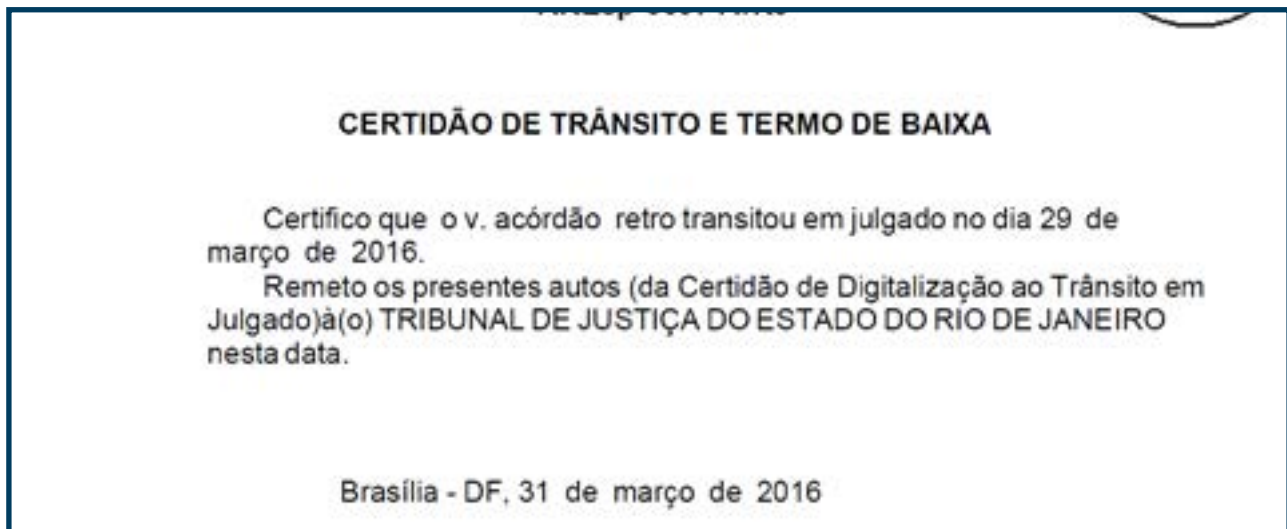 CERTIDÃO DE TRÂNSITO E TERMO DE BAIXA
Certifico que o v. acórdão retro transitou em julgado no dia 29 de
março de 2016.
Remeto os presentes autos (da Certidão de Digitalização ao Trânsito em
Julgado)à(o) TRIBUNAL DE JUSTIÇA DO ESTADO DO RIO DE JANEIRO
nesta data.
Brasília - DF, 31 de março de 2016